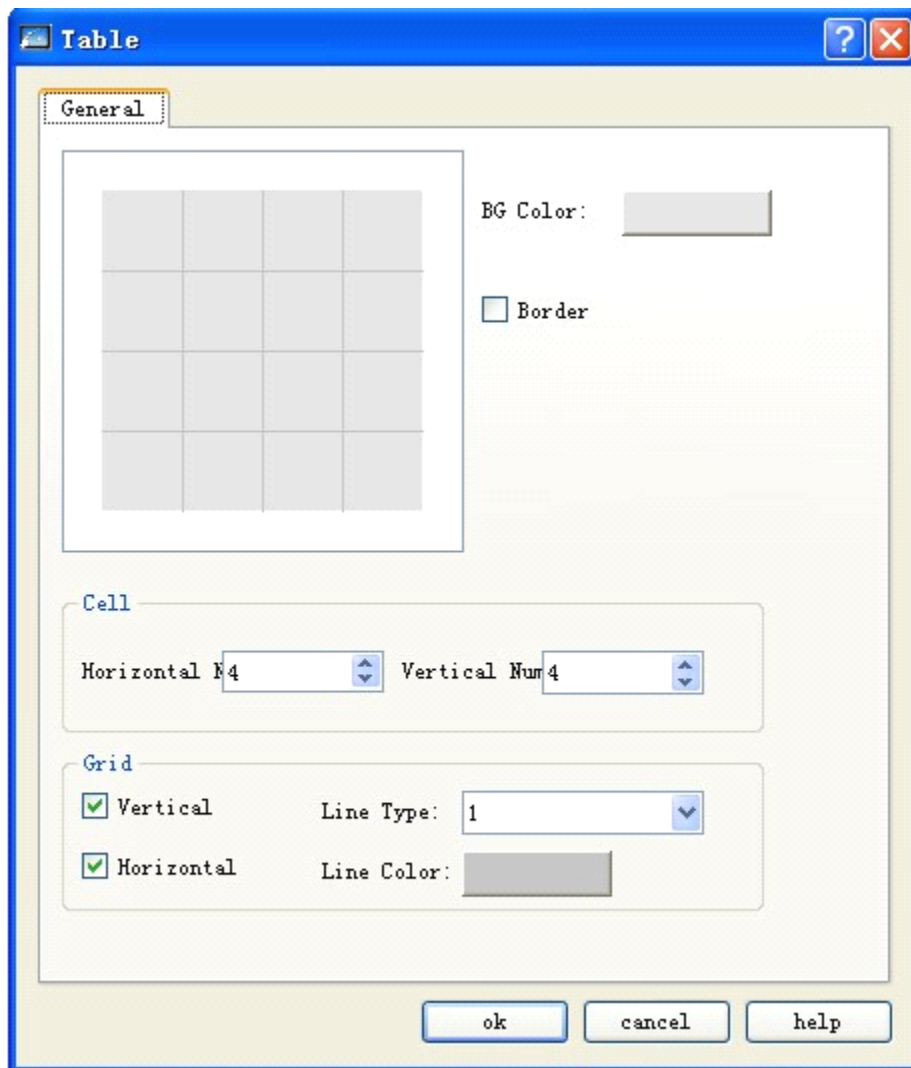 Table
General
BG Color:
Border
Cell
Horizontal N 4 Vertical Num 4
Grid
Vertical Line Type: 1
Horizontal Line Color:
ok cancel help